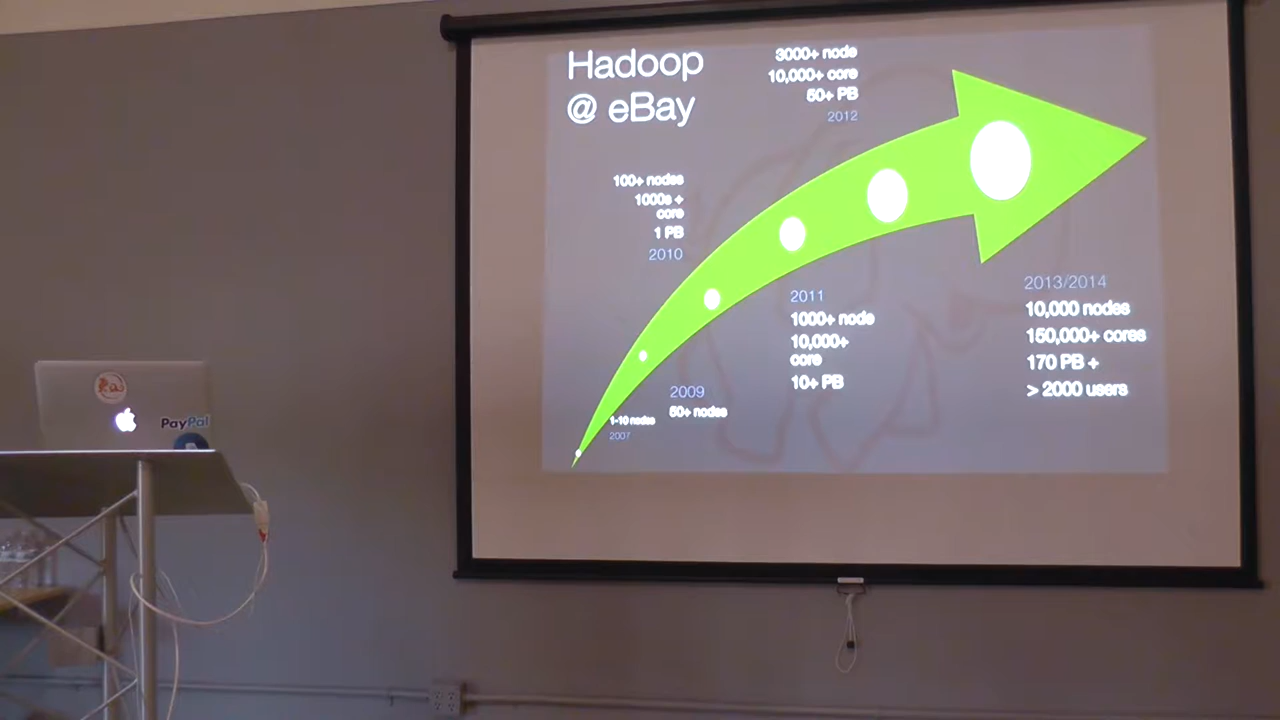 Hadoop
@ eBay
3000+ node
10,000+ core
50+ PB
2012
100+ nodes
1000s +
core
1 PB
2010
2011
1000+ node
10,000+
core
10+ PB
2013/2014
10,000 nodes
150,000+ cores
170 PB +
> 2000 users
2009
50+ nodes
1-10 nodes
2007
PayPal